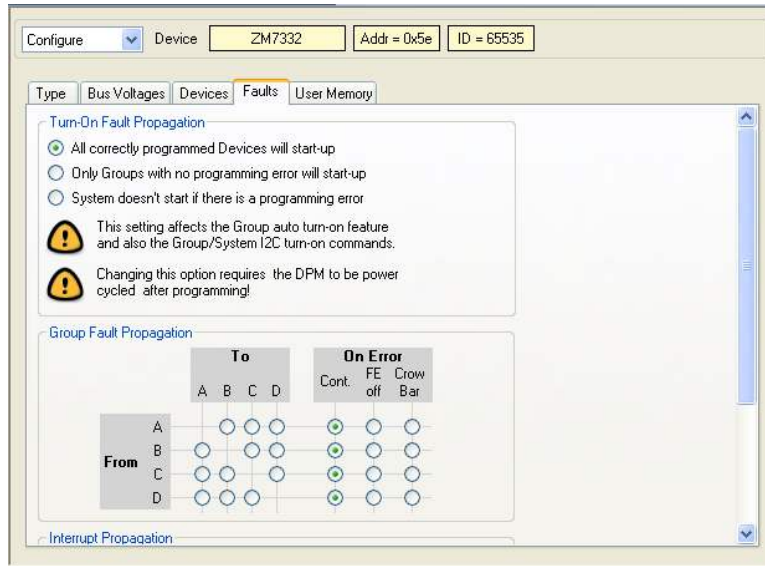 Configure Device ZM7332 Addr = 0x5e ID = 65535
Type Bus Voltages Devices Faults User Memory
Turn-On Fault Propagation
All correctly programmed Devices will start-up
Only Groups with no programming error will start-up
System doesn't start if there is a programming error
This setting affects the Group auto turn-on feature
and also the Group/System I2C turn-on commands.
Changing this option requires the DPM to be power
cycled after programming!
Group Fault Propagation
To On Error
A B C D Cont. FE off Crow Bar
From
A
B
C
D
Interrupt Propagation